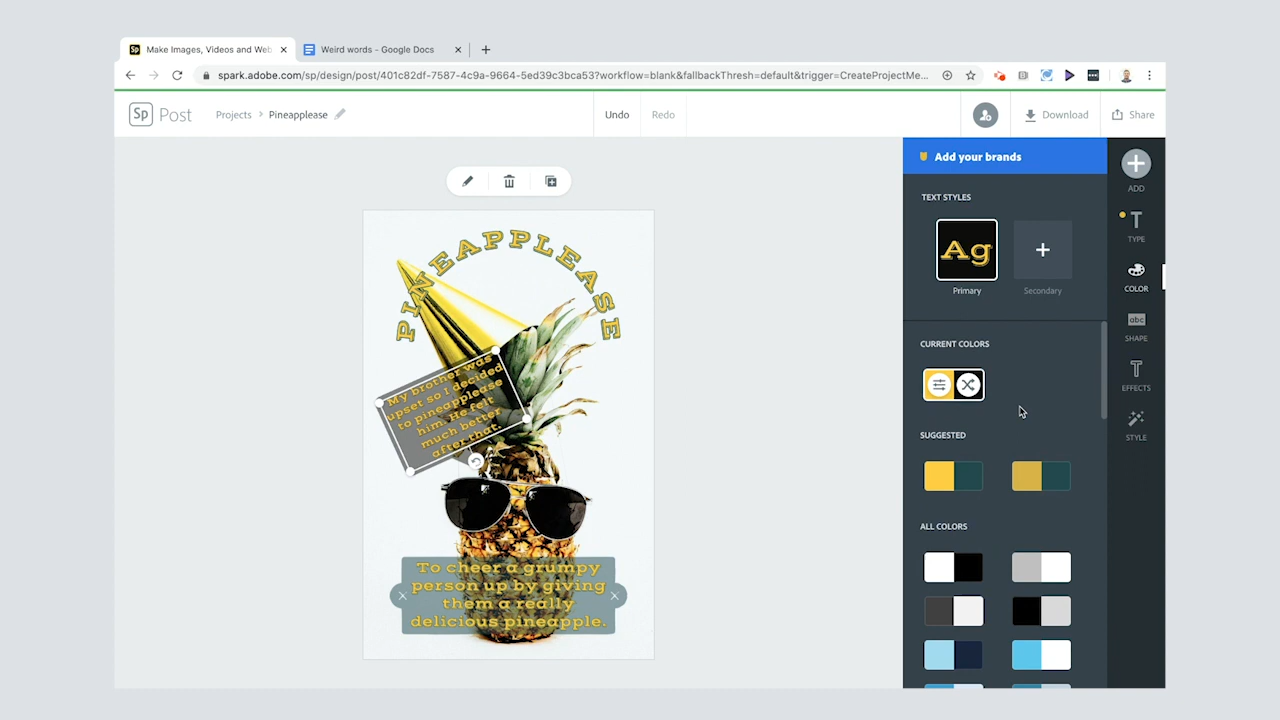 Make Images, Videos and Web
Weird words - Google Docs
spark.adobe.com/sp/design/post/401c82df-7587-4c9a-9664-5ed39c3bca53?workflow=blank&fallbackThresh=default&trigger=CreateProjectMe...
Sp Post
Projects > Pineapplease
Undo
Redo
Download
Share
Add your brands
TEXT STYLES
Ag
Primary
Secondary
CURRENT COLORS
SUGGESTED
ALL COLORS
ADD
TYPE
COLOR
abc
SHAPE
EFFECTS
STYLE
PINEAPPLEASE
My brother was
upset so I decided
to pineapplease
him. He felt
much better
after that.
To cheer a grumpy
person up by giving
them a really
delicious pineapple.